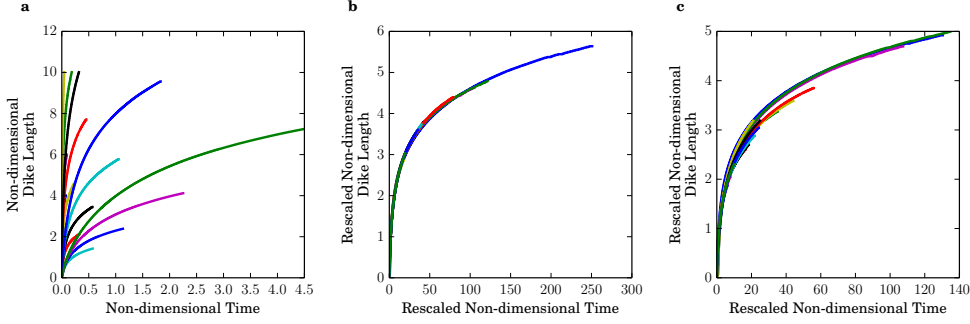 a
12
10
8
6
4
2
0
0.0 0.5 1.0 1.5 2.0 2.5 3.0 3.5 4.0 4.5
Non-dimensional Time
Non-dimensional
Dike Length
b
6
5
4
3
2
1
0
0 50 100 150 200 250 300
Rescaled Non-dimensional Time
Rescaled Non-dimensional
Dike Length
c
5
4
3
2
1
0
0 20 40 60 80 100 120 140
Rescaled Non-dimensional Time
Rescaled Non-dimensional
Dike Length